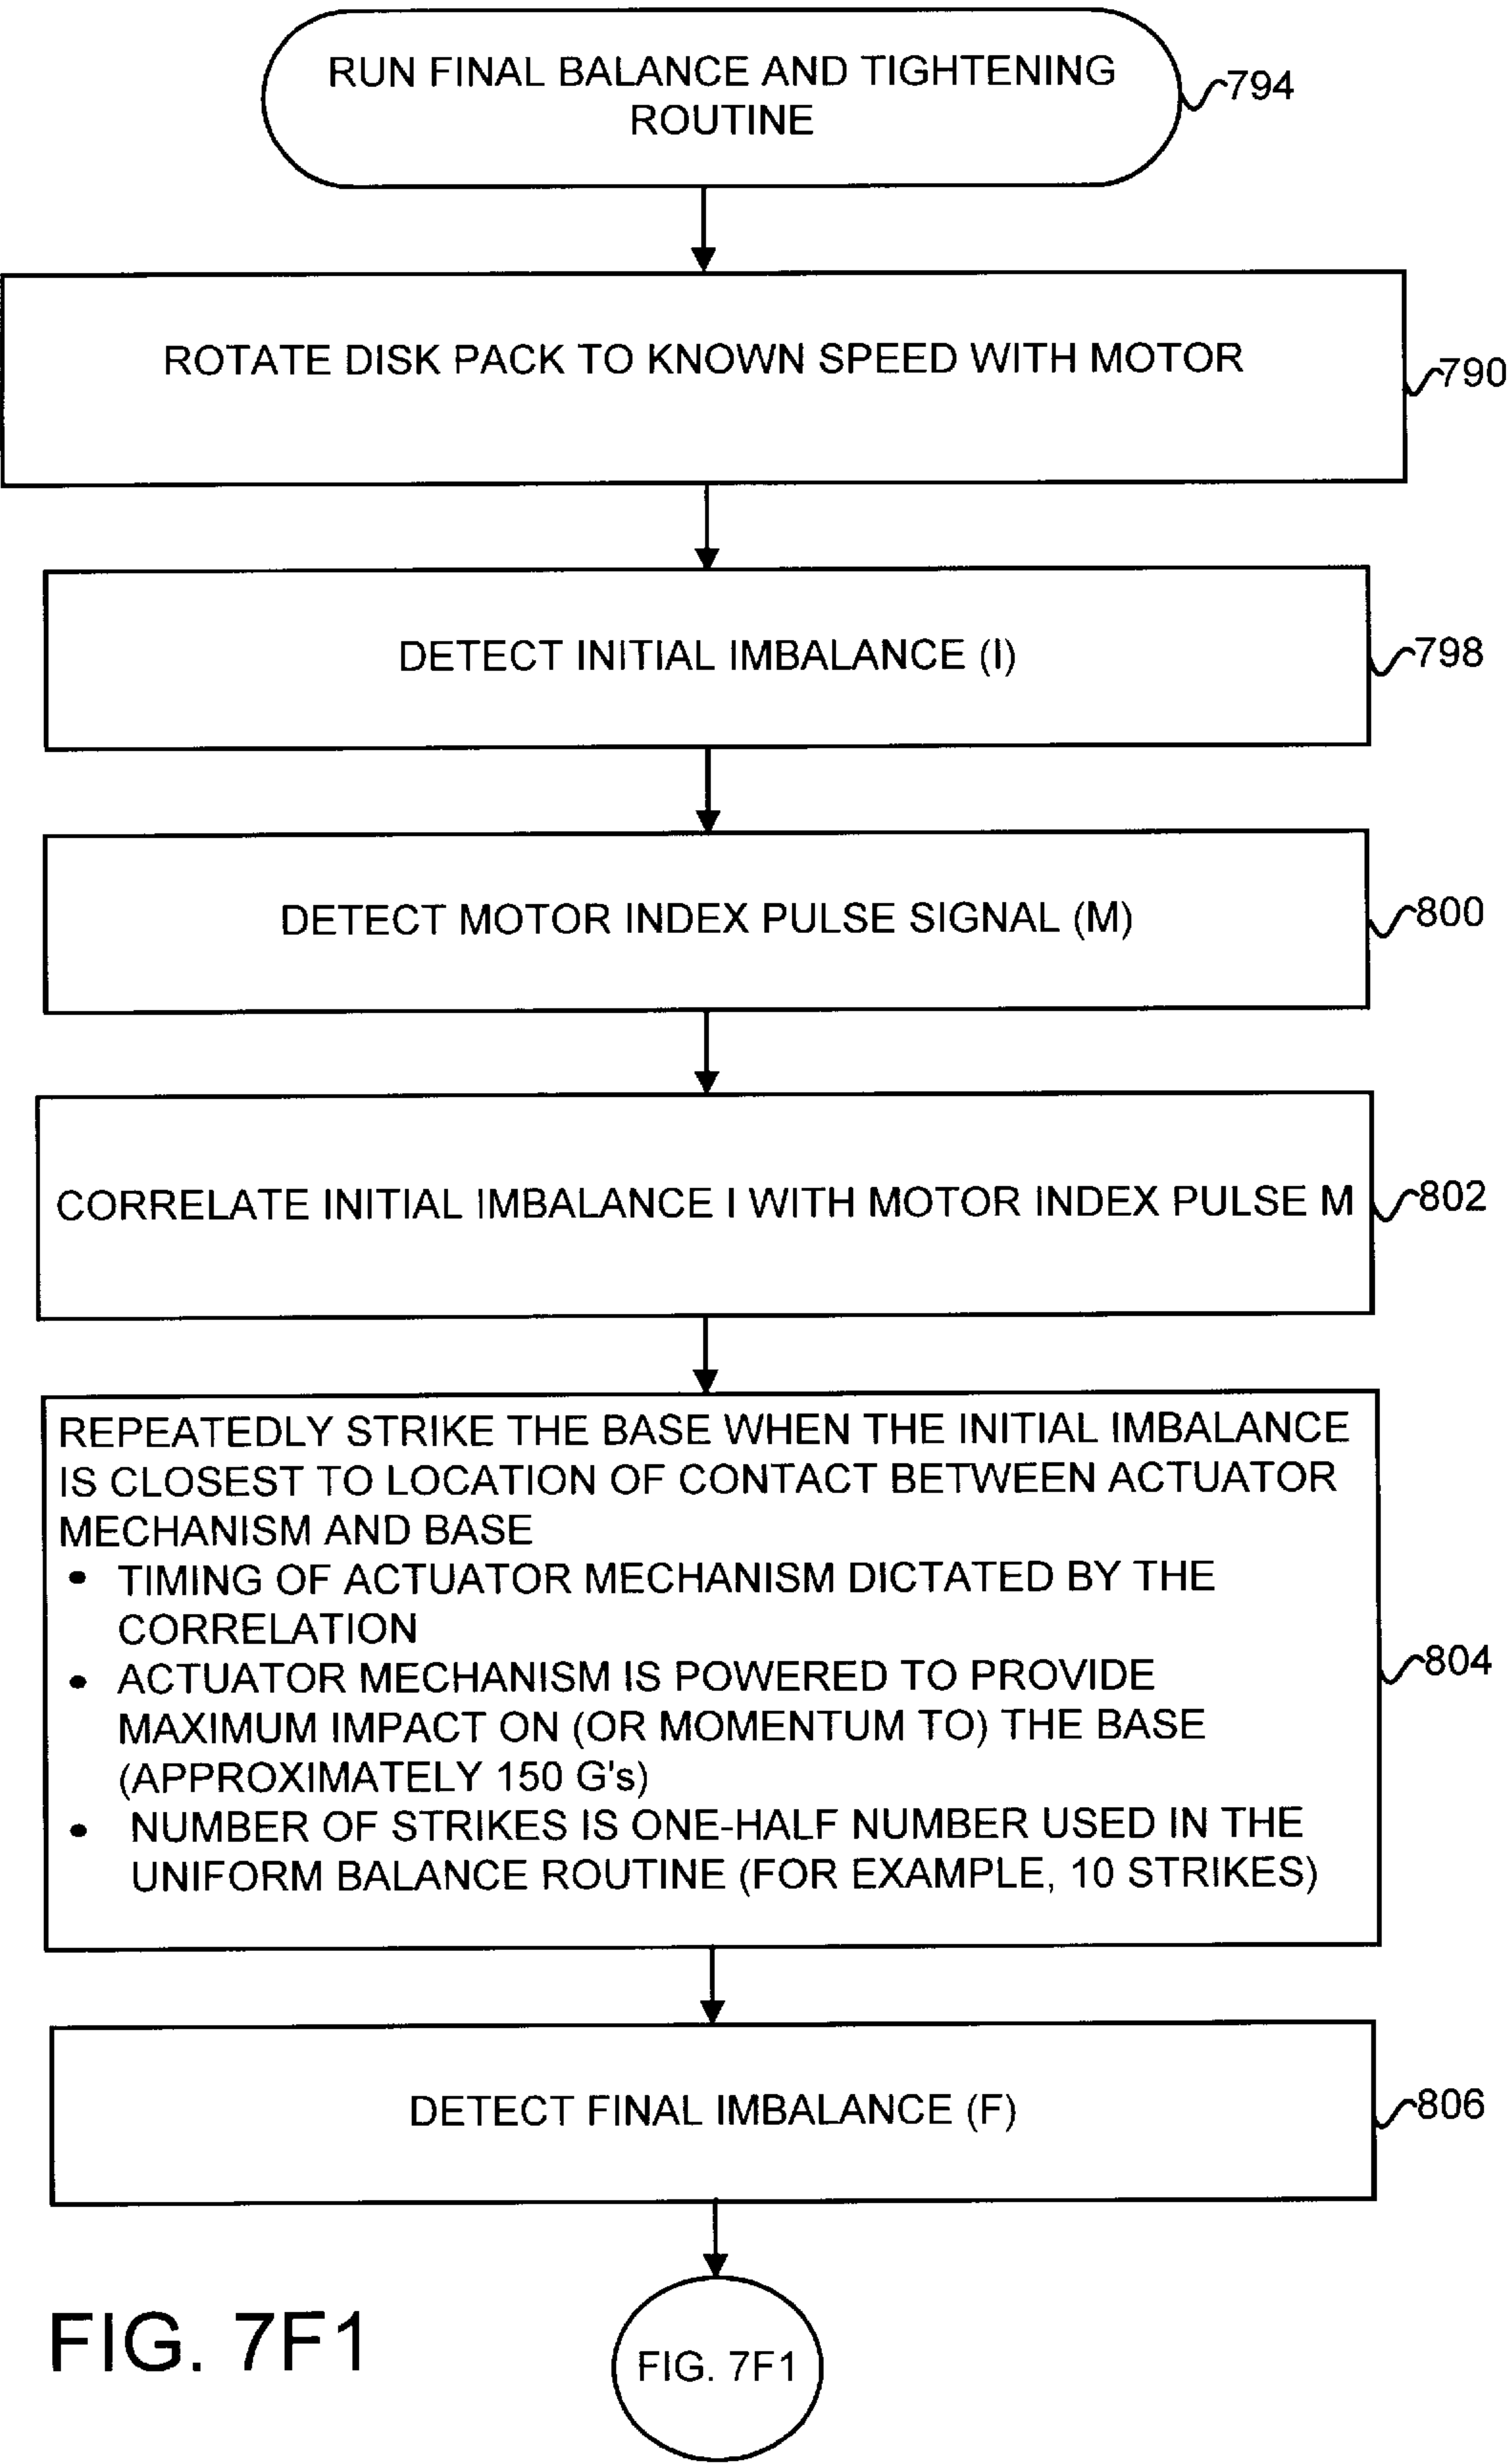 RUN FINAL BALANCE AND TIGHTENING
ROUTINE
794
ROTATE DISK PACK TO KNOWN SPEED WITH MOTOR
790
DETECT INITIAL IMBALANCE (I)
798
DETECT MOTOR INDEX PULSE SIGNAL (M)
800
CORRELATE INITIAL IMBALANCE I WITH MOTOR INDEX PULSE M
802
REPEATEDLY STRIKE THE BASE WHEN THE INITIAL IMBALANCE
IS CLOSEST TO LOCATION OF CONTACT BETWEEN ACTUATOR
MECHANISM AND BASE
• TIMING OF ACTUATOR MECHANISM DICTATED BY THE
CORRELATION
• ACTUATOR MECHANISM IS POWERED TO PROVIDE
MAXIMUM IMPACT ON (OR MOMENTUM TO) THE BASE
(APPROXIMATELY 150 G's)
• NUMBER OF STRIKES IS ONE-HALF NUMBER USED IN THE
UNIFORM BALANCE ROUTINE (FOR EXAMPLE, 10 STRIKES)
804
DETECT FINAL IMBALANCE (F)
806
FIG. 7F1
FIG. 7F1